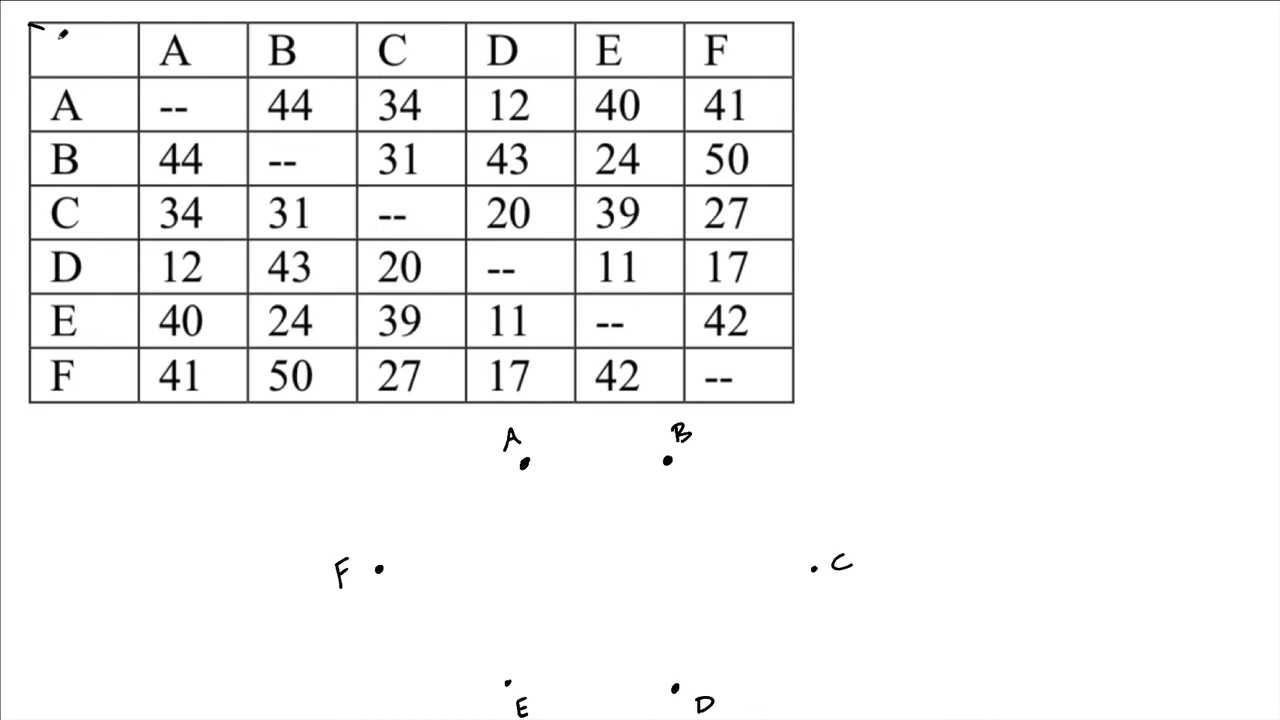 A B C D E F
A -- 44 34 12 40 41
B 44 -- 31 43 24 50
C 34 31 -- 20 39 27
D 12 43 20 -- 11 17
E 40 24 39 11 -- 42
F 41 50 27 17 42 --
A B
F C
E D